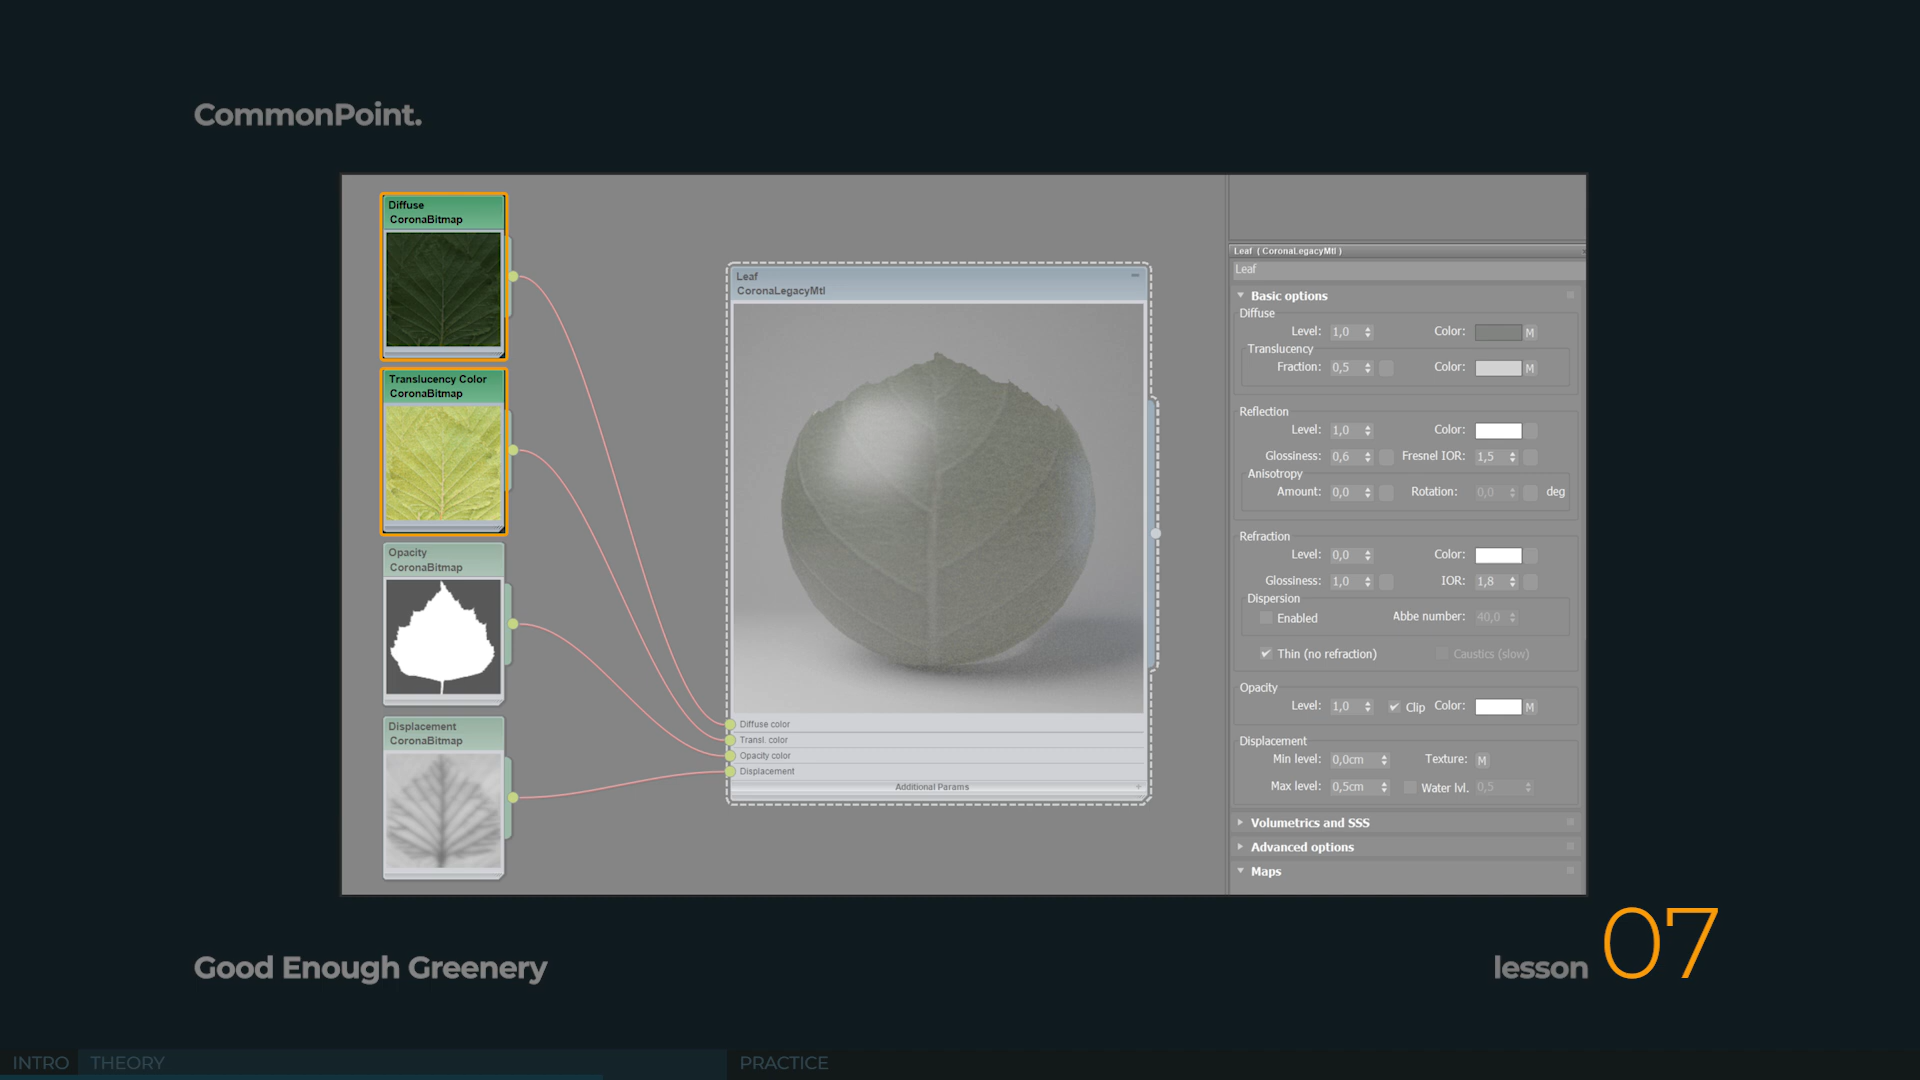 CommonPoint.
Diffuse
CoronaBitmap
Translucency Color
CoronaBitmap
Opacity
CoronaBitmap
Displacement
CoronaBitmap
Leaf
CoronaLegacyMtl
Diffuse color
Transl. color
Opacity color
Displacement
Additional Params
Leaf ( CoronaLegacyMtl )
Leaf
Basic options
Diffuse
Level: 1,0 Color: M
Translucency
Fraction: 0,5 Color: M
Reflection
Level: 1,0 Color:
Glossiness: 0,6 Fresnel IOR: 1,5
Anisotropy
Amount: 0,0 Rotation: 0,0 deg
Refraction
Level: 0,0 Color:
Glossiness: 1,0 IOR: 1,8
Dispersion
Enabled Abbe number: 40,0
Thin (no refraction) Caustics (slow)
Opacity
Level: 1,0 Clip Color: M
Displacement
Min level: 0,0cm Texture: M
Max level: 0,5cm Water lvl. 0,5
Volumetrics and SSS
Advanced options
Maps
Good Enough Greenery
lesson 07
INTRO THEORY PRACTICE